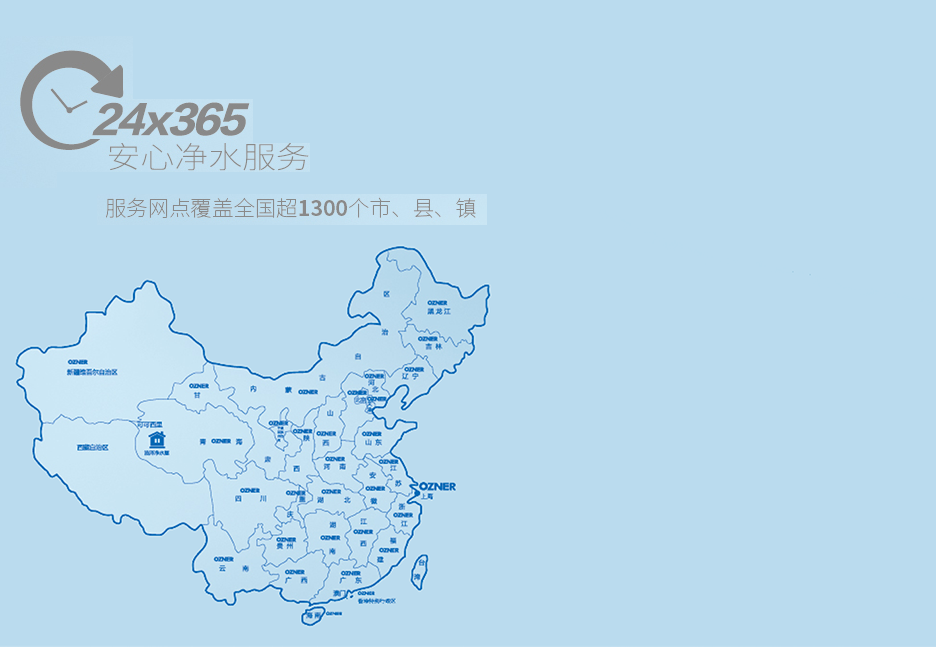 24x365
安心净水服务
服务网点覆盖全国超1300个市、县、镇
区
OZNER
黑龙江
治
OZNER
吉林
自
OZNER
新疆维吾尔自治区
OZNER
辽宁
古
OZNER
河北
OZNER
甘
内
蒙
OZNER
OZNER
北京
OZNER
山
可可西里
OZNER
OZNER
陕
OZNER
西
OZNER
山东
青
OZNER
海
西藏自治区
肃
西
OZNER
河南
OZNER
江
苏
安
OZNER
徽
OZNER
上海
OZNER
四川
OZNER
重
庆
OZNER
湖北
浙
OZNER
江
湖
OZNER
南
江
OZNER
西
福
OZNER
建
OZNER
贵州
OZNER
云南
OZNER
广西
OZNER
广东
台
湾
澳门
OZNER
香港特别行政区
海南
OZNER